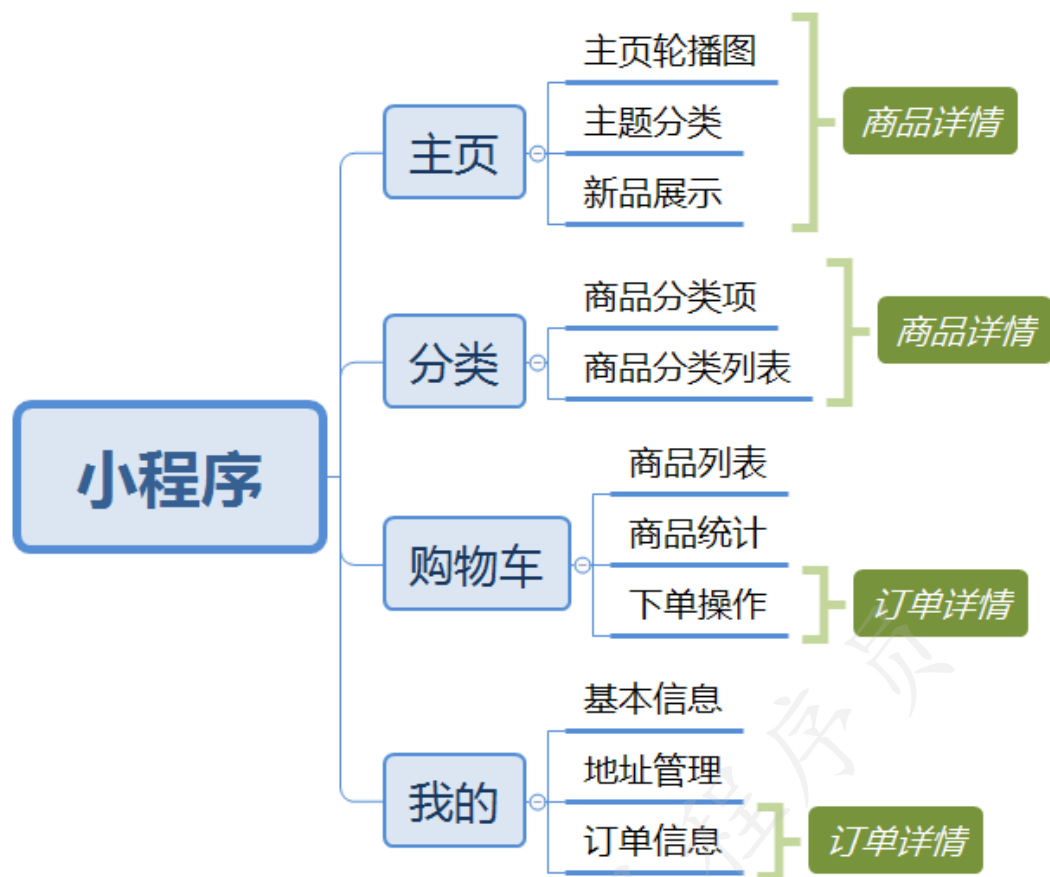 小程序
主页
主页轮播图
主题分类
新品展示
商品详情
分类
商品分类项
商品分类列表
商品详情
购物车
商品列表
商品统计
下单操作
订单详情
我的
基本信息
地址管理
订单信息
订单详情
程序员